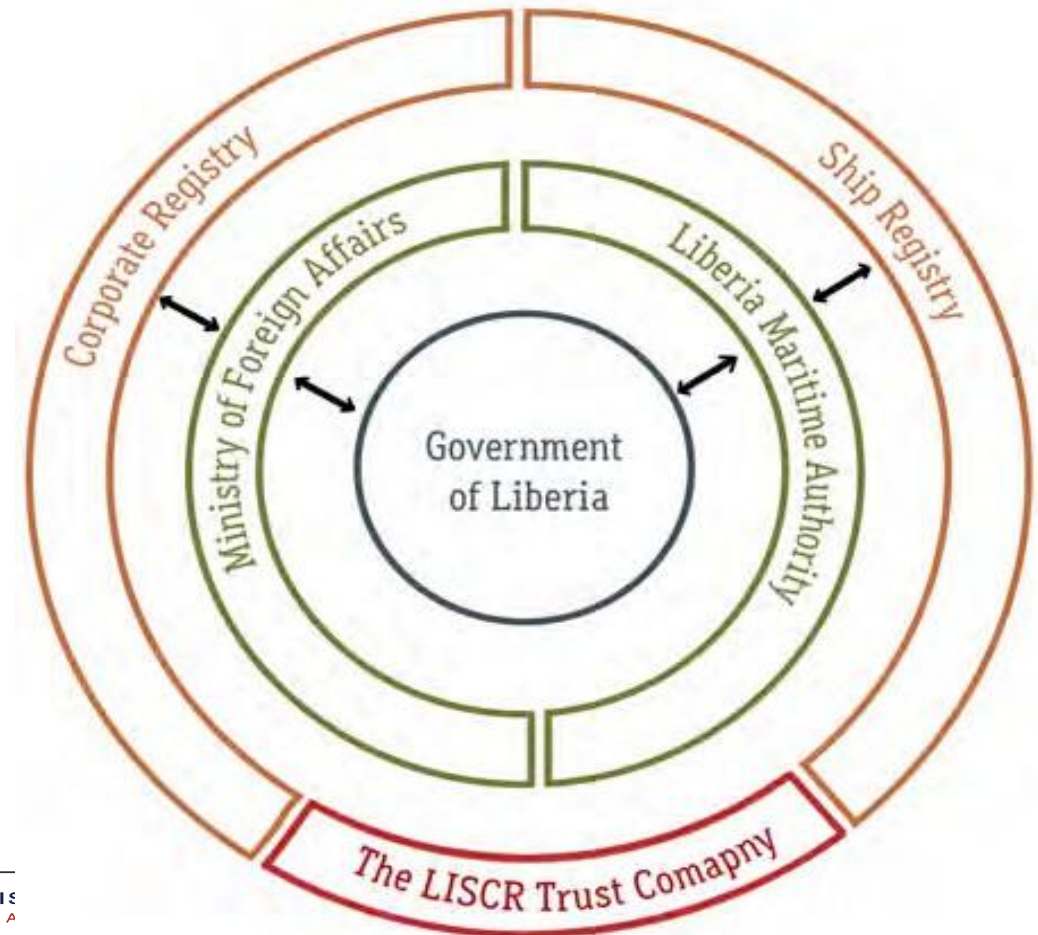 Corporate Registry
Ship Registry
Ministry of Foreign Affairs
Liberia Maritime Authority
Government
of Liberia
The LISCR Trust Comapny